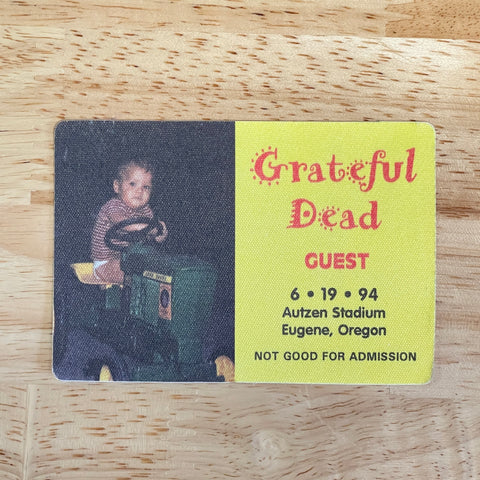 Grateful
Dead
GUEST
6 • 19 • 94
Autzen Stadium
Eugene, Oregon
NOT GOOD FOR ADMISSION